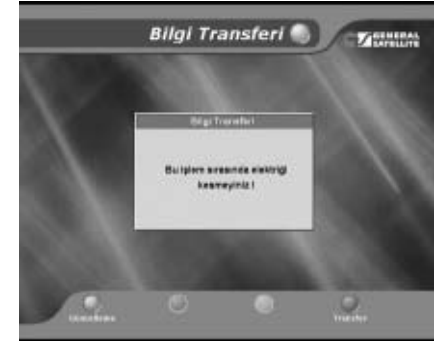 Bilgi Transferi
GENERAL
SATELLITE
Bilgi Transferi
Bu işlem sırasında elektriği
kesmeyiniz !
Transfer